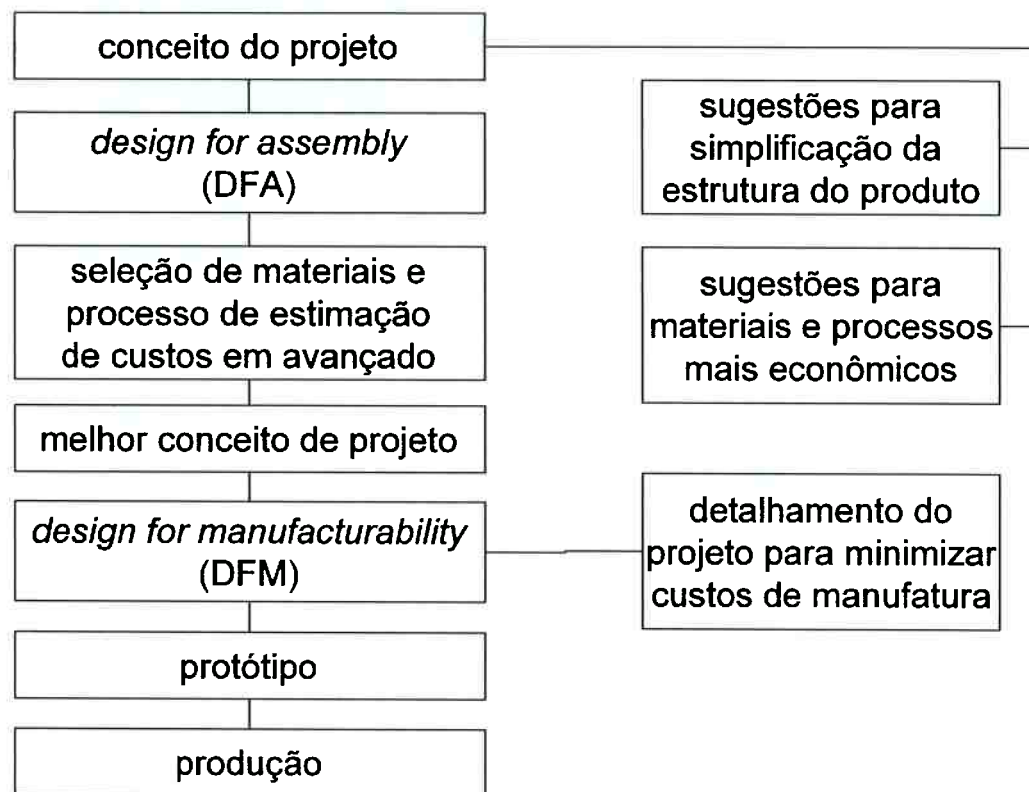 conceito do projeto
design for assembly
(DFA)
sugestões para
simplificação da
estrutura do produto
seleção de materiais e
processo de estimação
de custos em avançado
sugestões para
materiais e processos
mais econômicos
melhor conceito de projeto
design for manufacturability
(DFM)
detalhamento do
projeto para minimizar
custos de manufatura
protótipo
produção